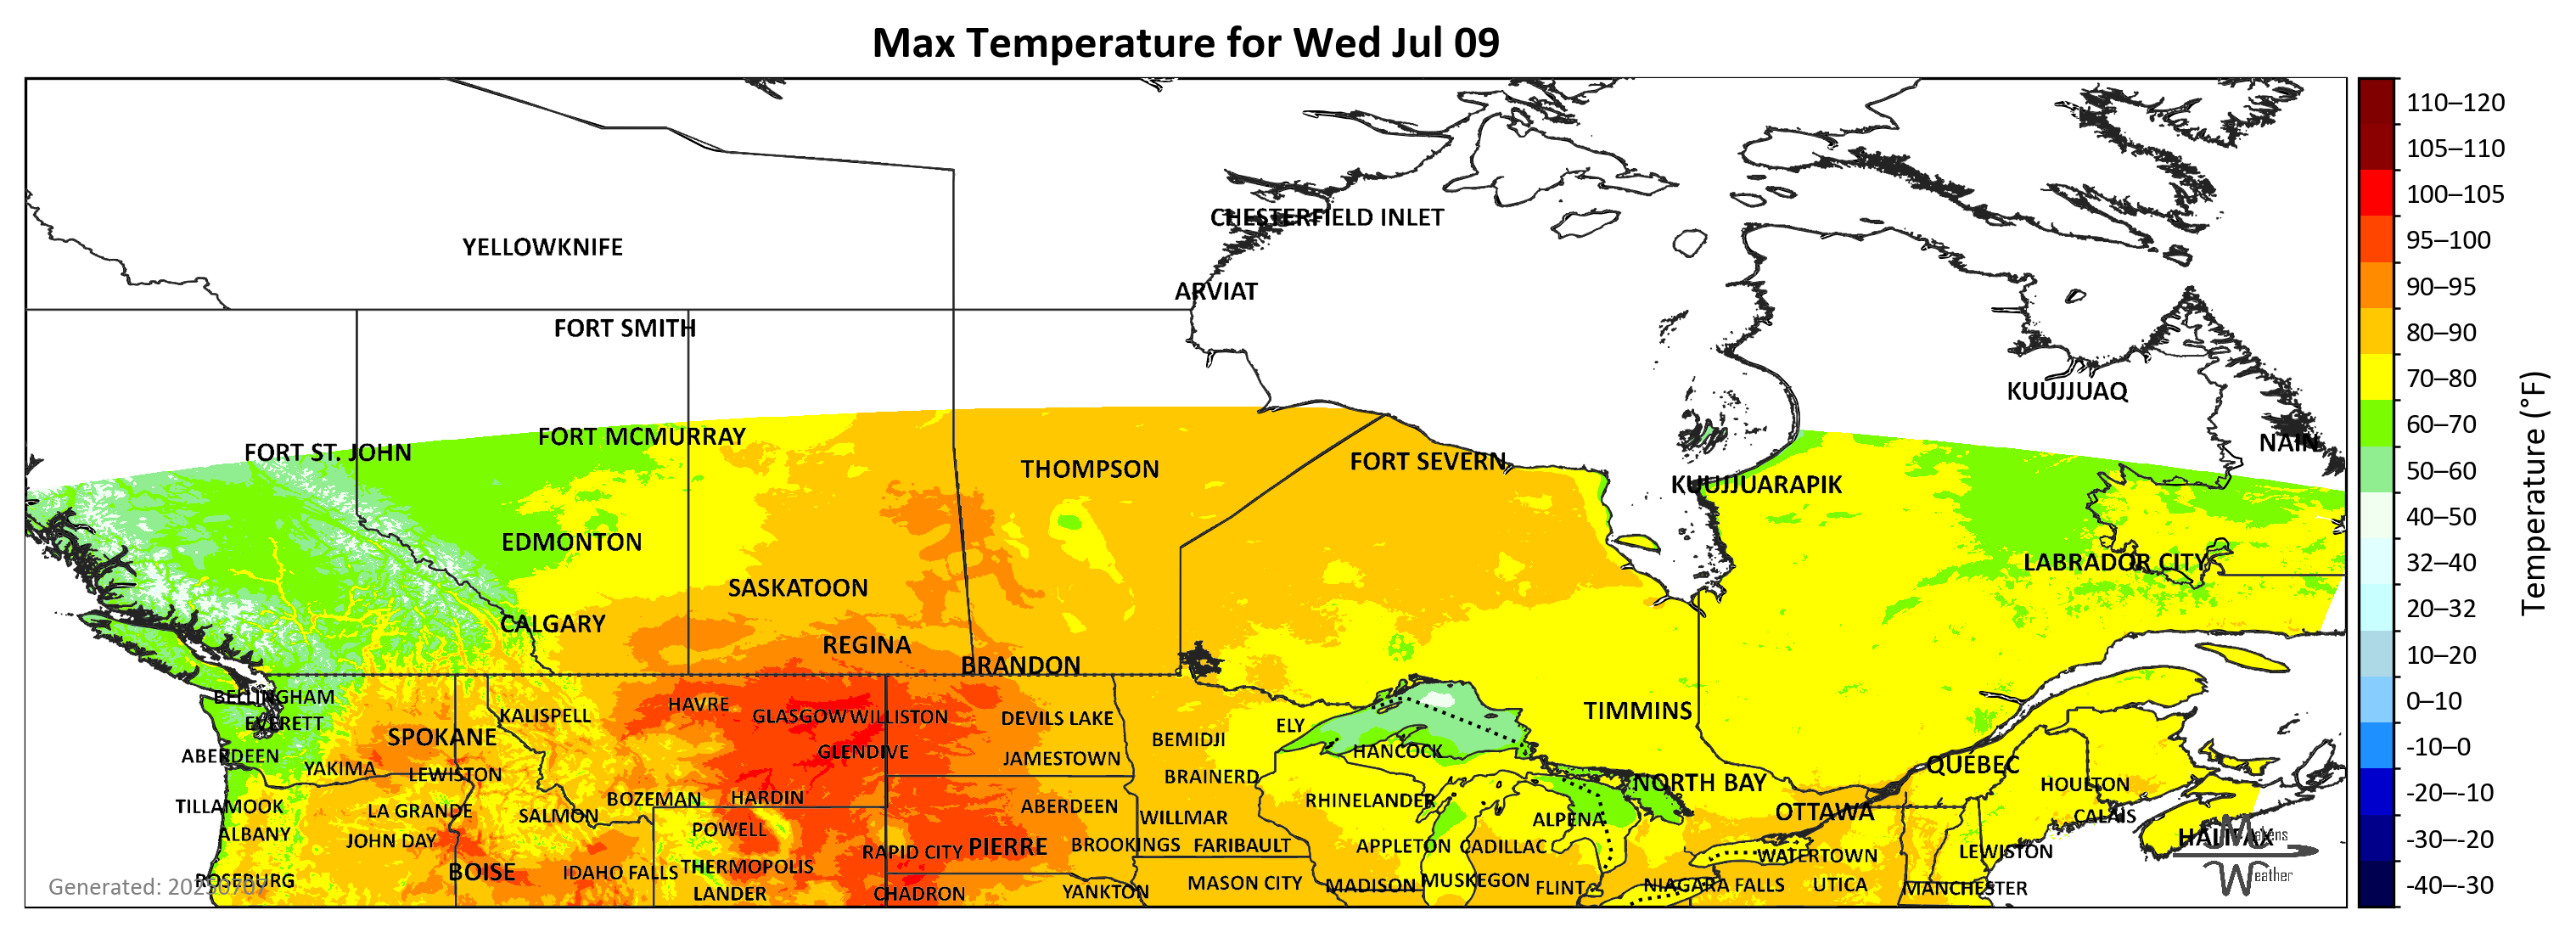 Max Temperature for Wed Jul 09
CHESTERFIELD INLET
YELLOWKNIFE
ARVIAT
FORT SMITH
KUUJJUAQ
FORT MCMURRAY
FORT ST. JOHN
NAIN
THOMPSON
FORT SEVERN
KUUJJUARAPIK
EDMONTON
LABRADOR CITY
SASKATOON
CALGARY
REGINA
BRANDON
BELLINGHAM
HAVRE
KALISPELL
GLASGOW
WILLISTON
DEVILS LAKE
TIMMINS
EVERETT
ELY
SPOKANE
BEMIDJI
GLENDIVE
HANCOCK
ABERDEEN
JAMESTOWN
QUÉBEC
YAKIMA
LEWISTON
BRAINERD
NORTH BAY
HOULTON
TILLAMOOK
LA GRANDE
BOZEMAN
HARDIN
ABERDEEN
RHINELANDER
SALMON
WILLMAR
ALPENA
OTTAWA
CALAIS
ALBANY
JOHN DAY
POWELL
HALIFAX
RAPID CITY
PIERRE
BROOKINGS
FARIBAULT
APPLETON
CADILLAC
WATERTOWN
LEWISTON
BOISE
IDAHO FALLS
THERMOPOLIS
ROSEBURG
LANDER
CHADRON
YANKTON
MASON CITY
MADISON
MUSKEGON
FLINT
NIAGARA FALLS
UTICA
MANCHESTER
Generated: 20250707
Makens
Weather
110–120
105–110
100–105
95–100
90–95
80–90
70–80
60–70
50–60
40–50
32–40
20–32
10–20
0–10
-10–0
-20–-10
-30–-20
-40–-30
Temperature (°F)